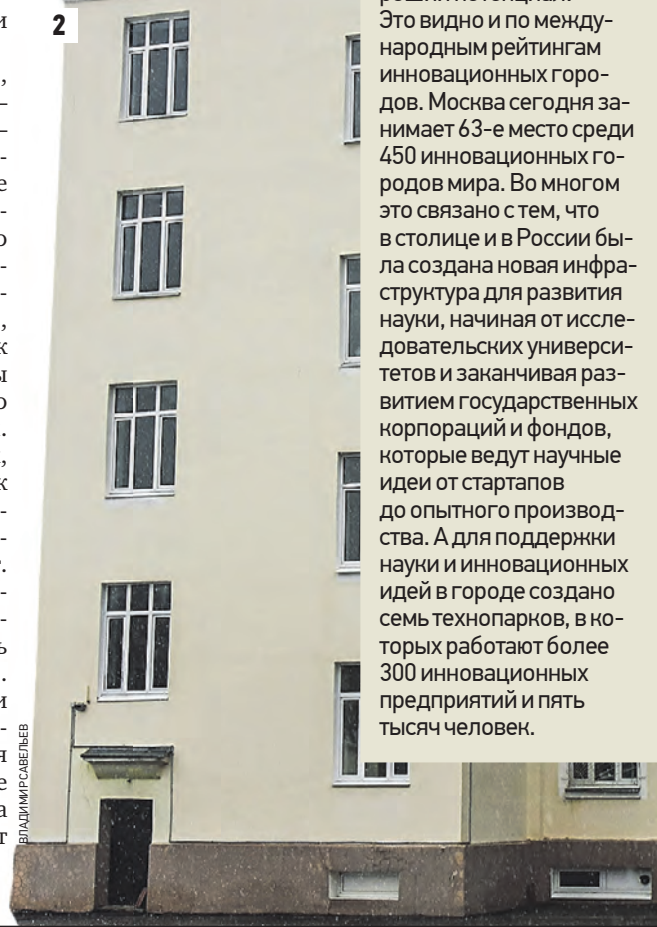 2
Это видно и по между-
народным рейтингам
инновационных горо-
дов. Москва сегодня за-
нимает 63-е место среди
450 инновационных го-
родов мира. Во многом
это связано с тем, что
в столице и в России бы-
ла создана новая инфра-
структура для развития
науки, начиная от иссле-
довательских универси-
тетов и заканчивая раз-
витием государственных
корпораций и фондов,
которые ведут научные
идеи от стартапов
до опытного производ-
ства. А для поддержки
науки и инновационных
идей в городе создано
семь технопарков, в ко-
торых работают более
300 инновационных
предприятий и пять
тысяч человек.
ВЛАДИМИР САВЕЛЬЕВ